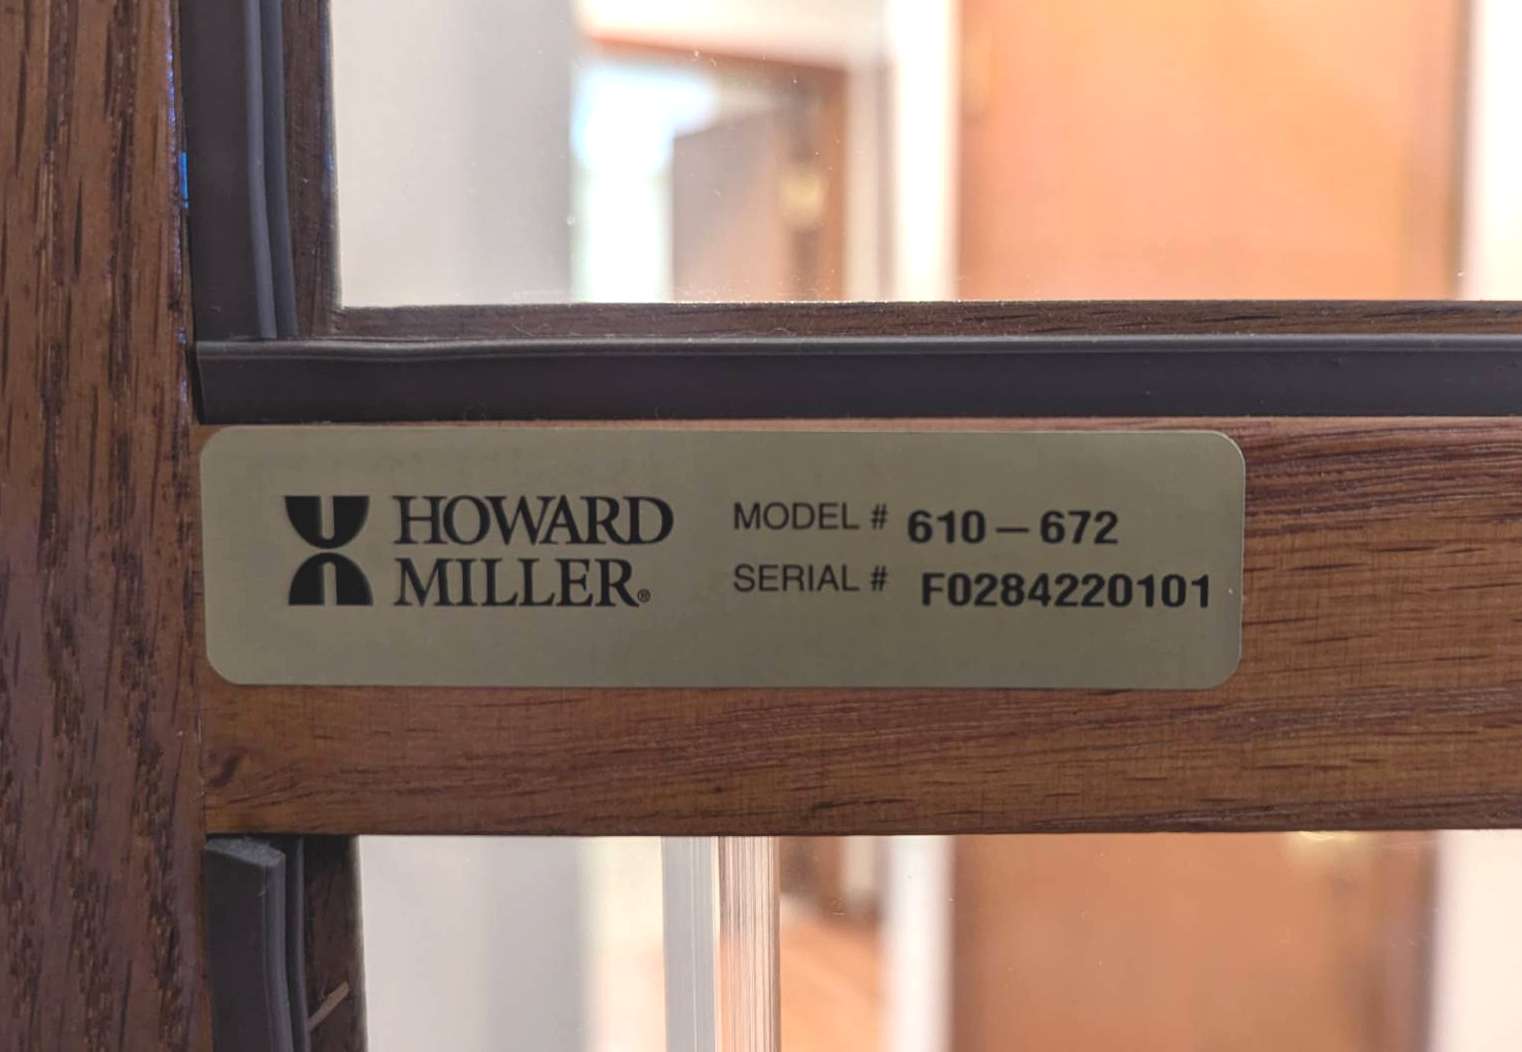 HOWARD
MILLER®
MODEL # 610–672
SERIAL # F0284220101